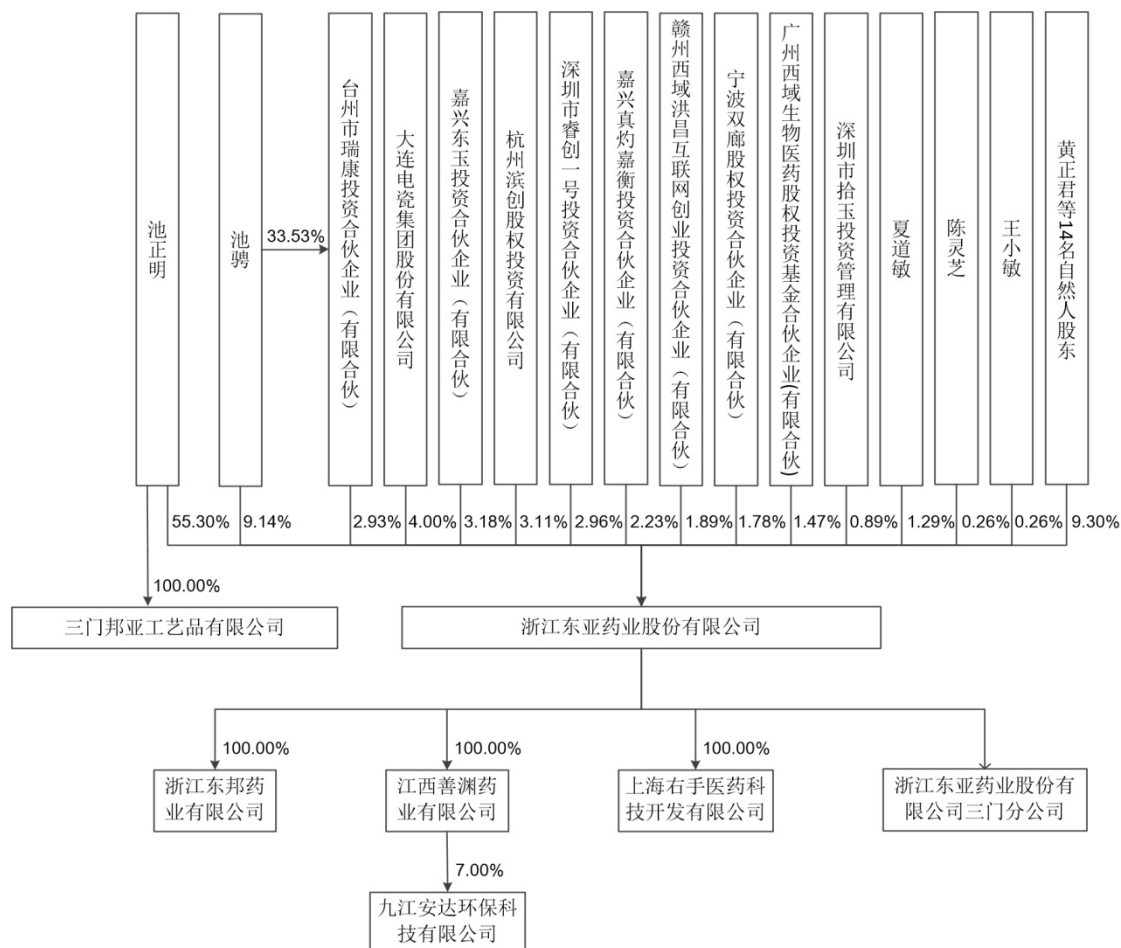 池正明
池骋
33.53%
台州市瑞康投资合伙企业（有限合伙）
大连电瓷集团股份有限公司
嘉兴东玉投资合伙企业（有限合伙）
杭州滨创股权投资有限公司
深圳市睿创一号投资合伙企业（有限合伙）
嘉兴真灼嘉衡投资合伙企业（有限合伙）
赣州西域洪昌互联网创业投资合伙企业（有限合伙）
宁波双廊股权投资合伙企业（有限合伙）
广州西域生物医药股权投资基金合伙企业(有限合伙)
深圳市拾玉投资管理有限公司
夏道敏
陈灵芝
王小敏
黄正君等14名自然人股东
55.30%
9.14%
2.93%
4.00%
3.18%
3.11%
2.96%
2.23%
1.89%
1.78%
1.47%
0.89%
1.29%
0.26%
0.26%
9.30%
100.00%
三门邦亚工艺品有限公司
浙江东亚药业股份有限公司
100.00%
100.00%
100.00%
浙江东邦药
业有限公司
江西善渊药
业有限公司
上海右手医药科
技开发有限公司
浙江东亚药业股份有
限公司三门分公司
7.00%
九江安达环保科
技有限公司